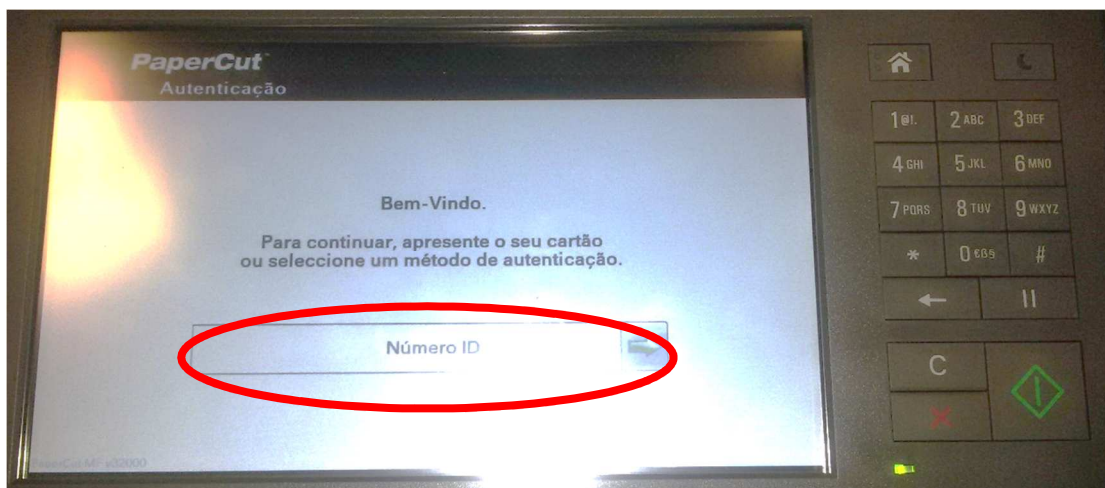 PaperCut
Autenticação
Bem-Vindo.
Para continuar, apresente o seu cartão
ou seleccione um método de autenticação.
Número ID
1 @!.
2 ABC
3 DEF
4 GHI
5 JKL
6 MNO
7 PQRS
8 TUV
9 WXYZ
*
0
#
C